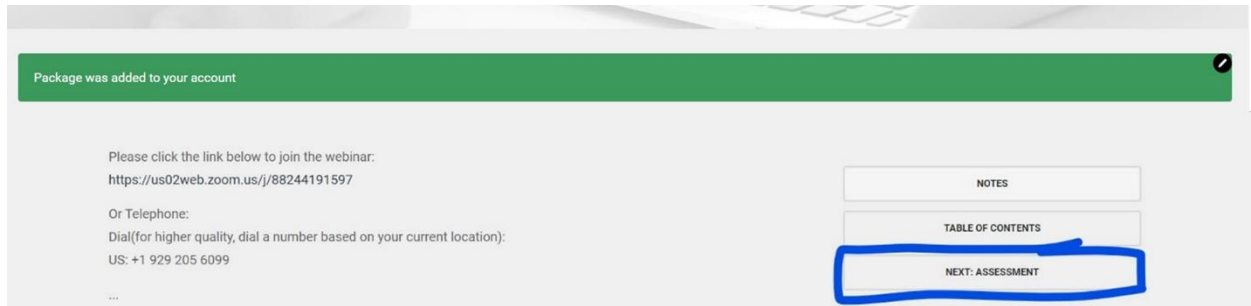 Package was added to your account
Please click the link below to join the webinar:
https://us02web.zoom.us/j/88244191597
Or Telephone:
Dial(for higher quality, dial a number based on your current location):
US: +1 929 205 6099
...
NOTES
TABLE OF CONTENTS
NEXT: ASSESSMENT